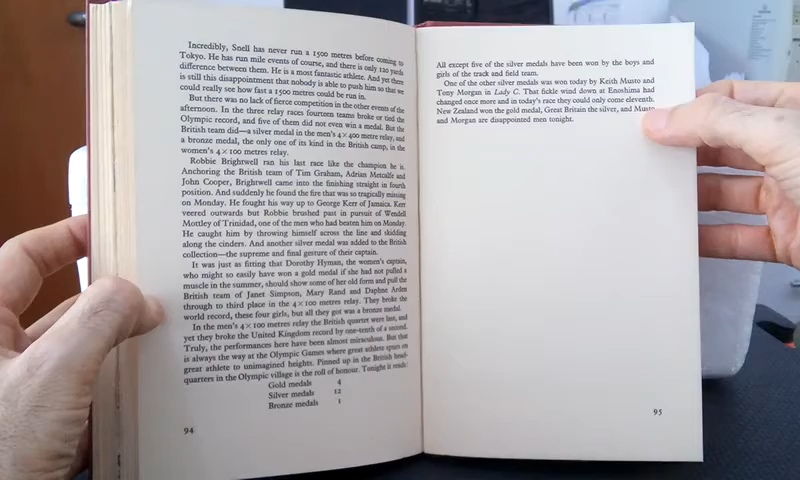 Incredibly, Snell has never run a 1500 metres before coming to
Tokyo. He has run mile events of course, and there is only 120 yards
difference between them. He is a most fantastic athlete. And yet there
is still this disappointment that nobody is able to push him so that we
could really see how fast a 1500 metres could be run in.
But there was no lack of fierce competition in the other events of the
afternoon. In the three relay races fourteen teams broke or tied the
Olympic record, and five of them did not even win a medal. But the
British team did—a silver medal in the men's 4×400 metre relay, and
a bronze medal, the only one of its kind in the British camp, in the
women's 4×100 metres relay.
Robbie Brightwell ran his last race like the champion he is.
Anchoring the British team of Tim Graham, Adrian Metcalfe and
John Cooper, Brightwell came into the finishing straight in fourth
position. And suddenly he found the fire that was so tragically missing
on Monday. He fought his way up to George Kerr of Jamaica. Kerr
veered outwards but Robbie brushed past in pursuit of Wendell
Mottley of Trinidad, one of the men who had beaten him on Monday.
He caught him by throwing himself across the line and skidding
along the cinders. And another silver medal was added to the British
collection—the supreme and final gesture of their captain.
It was just as fitting that Dorothy Hyman, the women's captain,
who might so easily have won a gold medal if she had not pulled a
muscle in the summer, should show some of her old form and pull the
British team of Janet Simpson, Mary Rand and Daphne Arden
through to third place in the 4×100 metres relay. They broke the
world record, these four girls, but all they got was a bronze medal.
In the men's 4×100 metres relay the British quartet were last, and
yet they broke the United Kingdom record by one-tenth of a second.
Truly, the performances here have been almost miraculous. But that
is always the way at the Olympic Games where great athlete spurs on
great athlete to unimagined heights. Pinned up in the British head-
quarters in the Olympic village is the roll of honour. Tonight it reads:
Gold medals 4
Silver medals 12
Bronze medals 1
94
All except five of the silver medals have been won by the boys and
girls of the track and field team.
One of the other silver medals was won today by Keith Musto and
Tony Morgan in Lady C. That fickle wind down at Enoshima had
changed once more and in today's race they could only come eleventh.
New Zealand won the gold medal, Great Britain the silver, and Musto
and Morgan are disappointed men tonight.
95